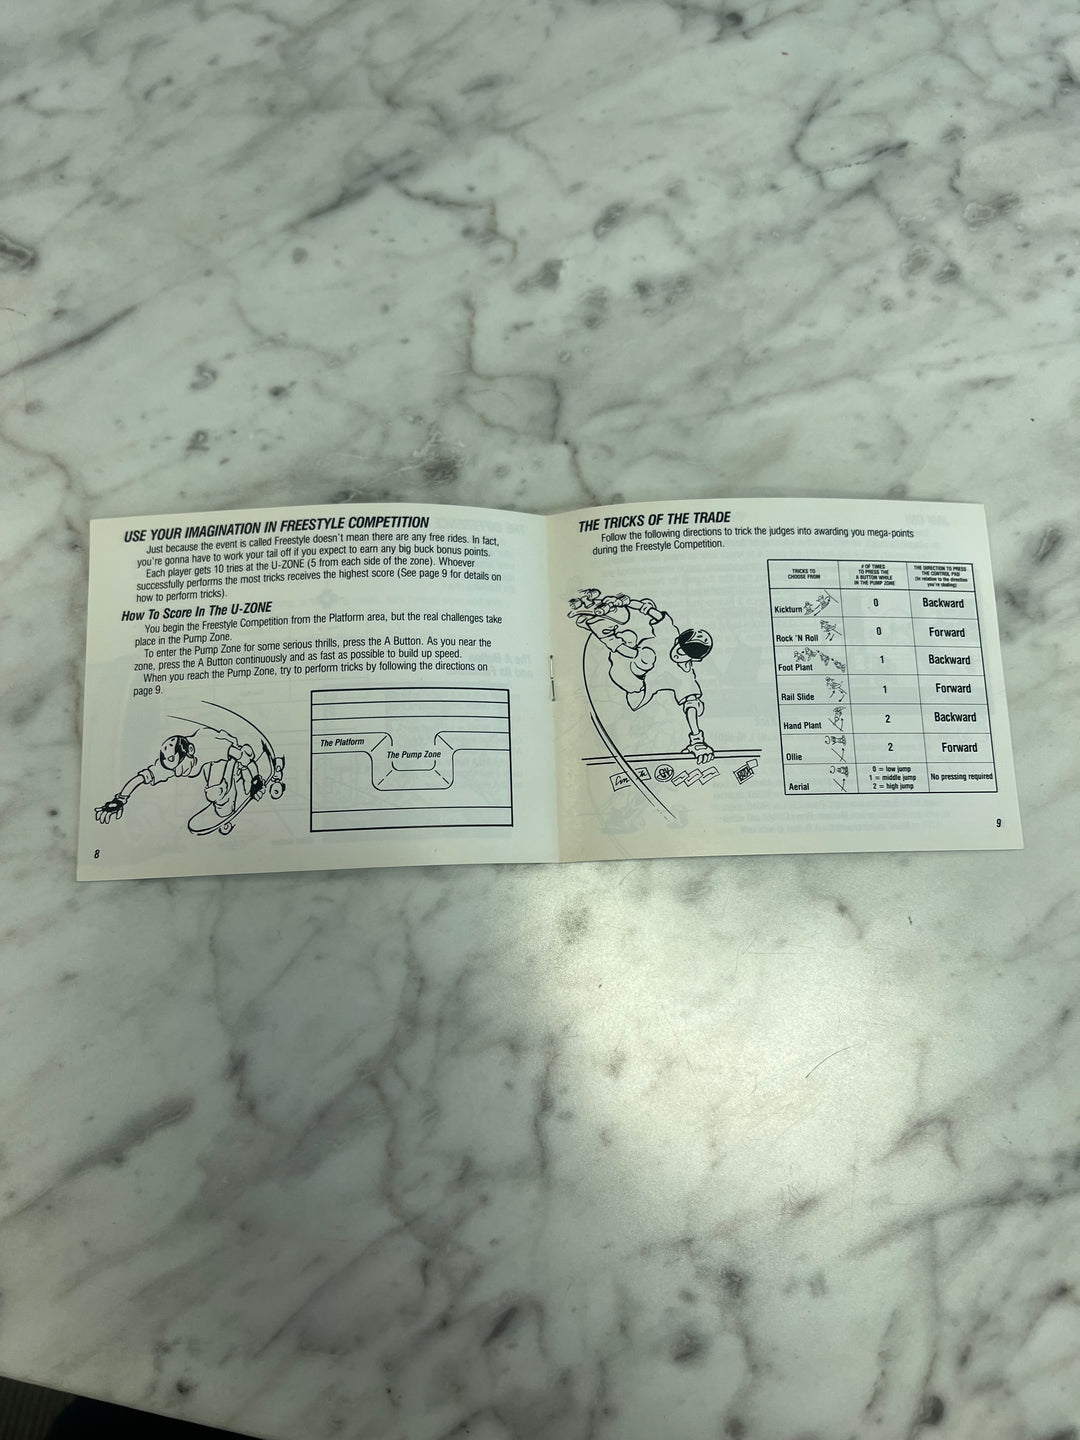 USE YOUR IMAGINATION IN FREESTYLE COMPETITION
Just because the event is called Freestyle doesn't mean there are any free rides. In fact,
you're gonna have to work your tail off if you expect to earn any big buck bonus points.
Each player gets 10 tries at the U-ZONE (5 from each side of the zone). Whoever
successfully performs the most tricks receives the highest score (See page 9 for details on
how to perform tricks).
How To Score In The U-ZONE
You begin the Freestyle Competition from the Platform area, but the real challenges take
place in the Pump Zone.
To enter the Pump Zone for some serious thrills, press the A Button. As you near the
zone, press the A Button continuously and as fast as possible to build up speed.
When you reach the Pump Zone, try to perform tricks by following the directions on
page 9.
The Platform
The Pump Zone
8
THE TRICKS OF THE TRADE
Follow the following directions to trick the judges into awarding you mega-points
during the Freestyle Competition.
TRICKS TO
CHOOSE FROM
# OF TIMES
TO PRESS THE
A BUTTON WHILE
IN THE PUMP ZONE
THE DIRECTION TO PRESS
THE CONTROL PAD
(In relation to the direction
you're skating)
Kickturn 0 Backward
Rock 'N Roll 0 Forward
Foot Plant 1 Backward
Rail Slide 1 Forward
Hand Plant 2 Backward
Ollie 2 Forward
Aerial
0 = low jump
1 = middle jump
2 = high jump
No pressing required
9